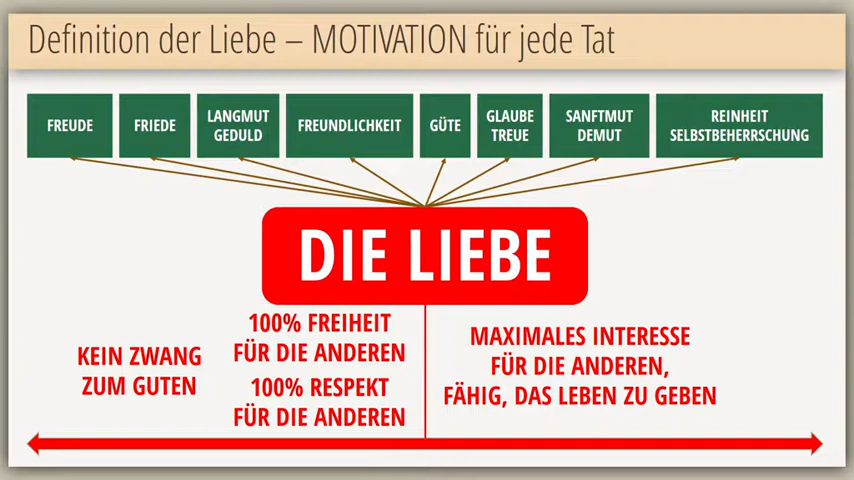 Definition der Liebe – MOTIVATION für jede Tat
FREUDE
FRIEDE
LANGMUT
GEDULD
FREUNDLICHKEIT
GÜTE
GLAUBE
TREUE
SANFTMUT
DEMUT
REINHEIT
SELBSTBEHERRSCHUNG
DIE LIEBE
KEIN ZWANG
ZUM GUTEN
100% FREIHEIT
FÜR DIE ANDEREN
100% RESPEKT
FÜR DIE ANDEREN
MAXIMALES INTERESSE
FÜR DIE ANDEREN,
FÄHIG, DAS LEBEN ZU GEBEN